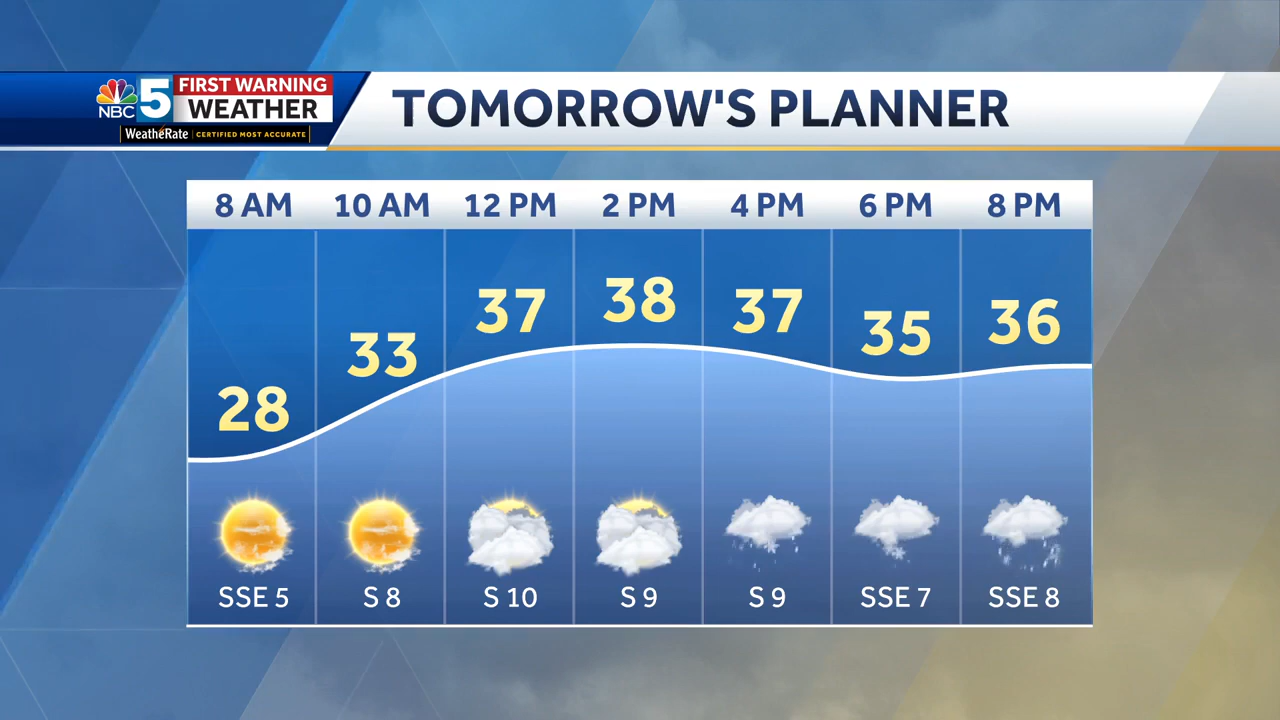 NBC 5 FIRST WARNING WEATHER
WeatheRate CERTIFIED MOST ACCURATE
TOMORROW'S PLANNER
8 AM 10 AM 12 PM 2 PM 4 PM 6 PM 8 PM
28 33 37 38 37 35 36
SSE 5 S 8 S 10 S 9 S 9 SSE 7 SSE 8